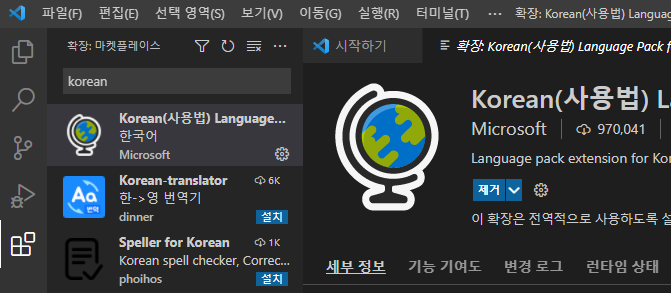 파일(F) 편집(E) 선택 영역(S) 보기(V) 이동(G) 실행(R) 터미널(T) ··· 확장: Korean(사용법) Languag
확장: 마켓플레이스
시작하기
확장: Korean(사용법) Language Pack f
korean
Korean(사용법) Language...
한국어
Microsoft
Korean-translator 6K
한->영 번역기
dinner 설치
Aa
번역
Speller for Korean 1K
Korean spell checker, Correc...
phoihos 설치
Korean(사용법) La
Microsoft 970,041
Language pack extension for Kor
제거
이 확장은 전역적으로 사용하도록 설
세부 정보 기능 기여도 변경 로그 런타임 상태